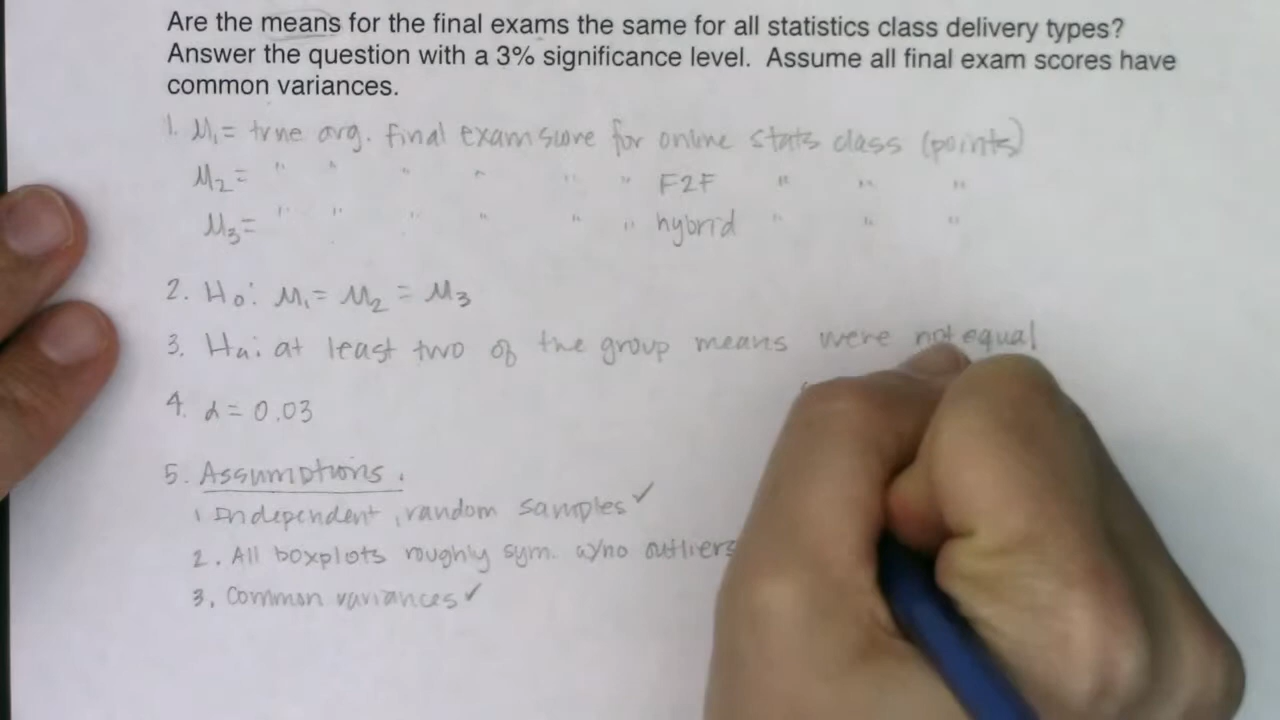 Are the means for the final exams the same for all statistics class delivery types?
Answer the question with a 3% significance level. Assume all final exam scores have
common variances.
1. μ₁ = true avg. final exam score for online stats class (points)
μ₂ = " " " " " " F2F " " "
μ₃ = " " " " " " hybrid " " "
2. H₀: μ₁ = μ₂ = μ₃
3. Ha: at least two of the group means were not equal
4. α = 0.03
5. Assumptions.
1 Independent, random samples ✓
2. All boxplots roughly sym. w/no outliers
3. Common variances ✓